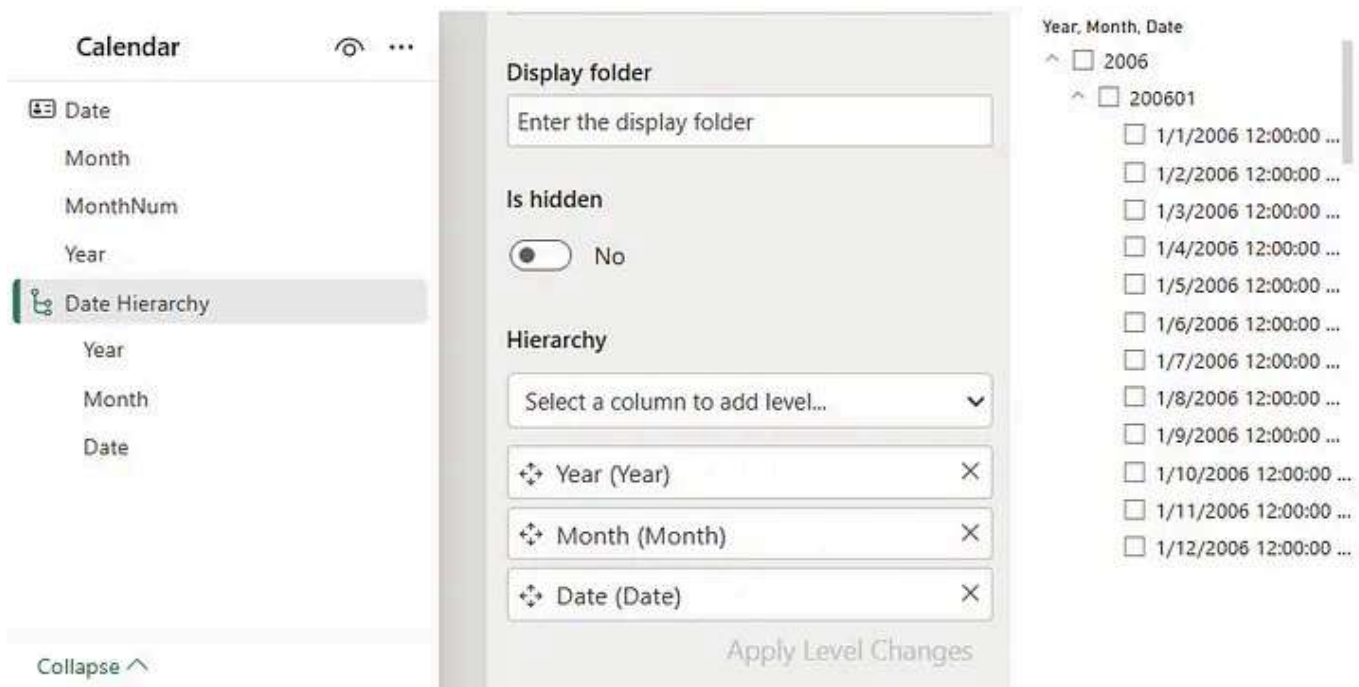 Calendar
Date
Month
MonthNum
Year
Date Hierarchy
Year
Month
Date
Collapse
Display folder
Enter the display folder
Is hidden
No
Hierarchy
Select a column to add level...
Year (Year)
Month (Month)
Date (Date)
Apply Level Changes
Year, Month, Date
2006
200601
1/1/2006 12:00:00 ...
1/2/2006 12:00:00 ...
1/3/2006 12:00:00 ...
1/4/2006 12:00:00 ...
1/5/2006 12:00:00 ...
1/6/2006 12:00:00 ...
1/7/2006 12:00:00 ...
1/8/2006 12:00:00 ...
1/9/2006 12:00:00 ...
1/10/2006 12:00:00 ...
1/11/2006 12:00:00 ...
1/12/2006 12:00:00 ...